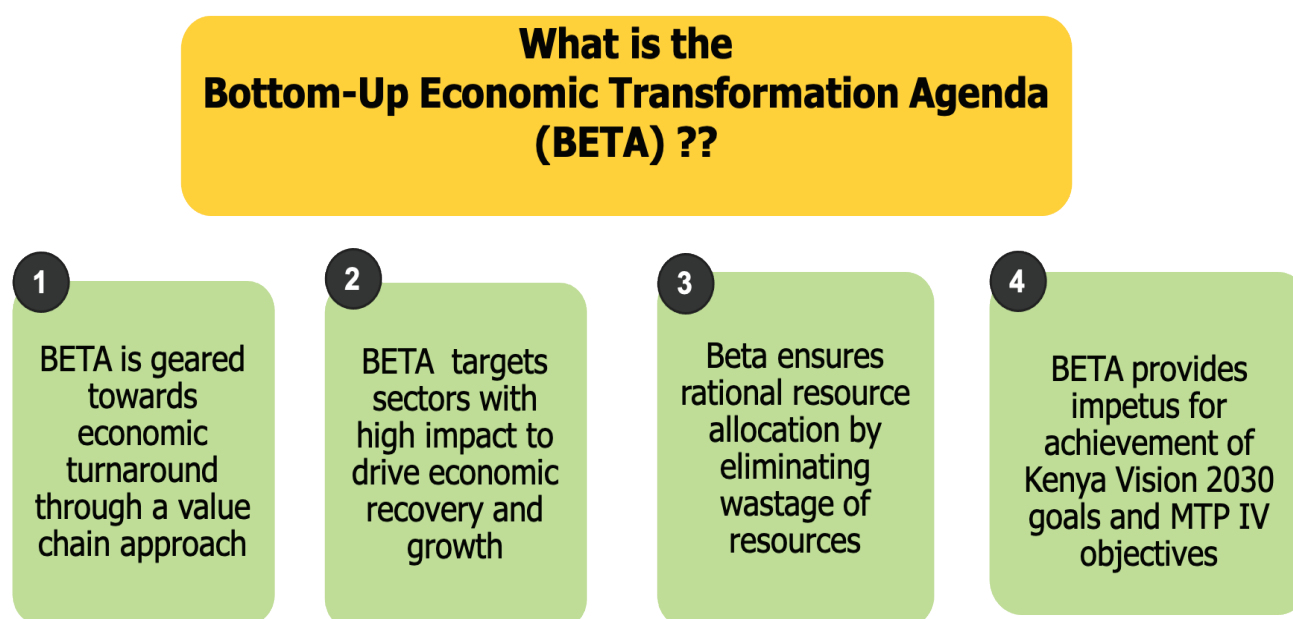 What is the
Bottom-Up Economic Transformation Agenda
(BETA) ??
1
BETA is geared
towards
economic
turnaround
through a value
chain approach
2
BETA targets
sectors with
high impact to
drive economic
recovery and
growth
3
Beta ensures
rational resource
allocation by
eliminating
wastage of
resources
4
BETA provides
impetus for
achievement of
Kenya Vision 2030
goals and MTP IV
objectives